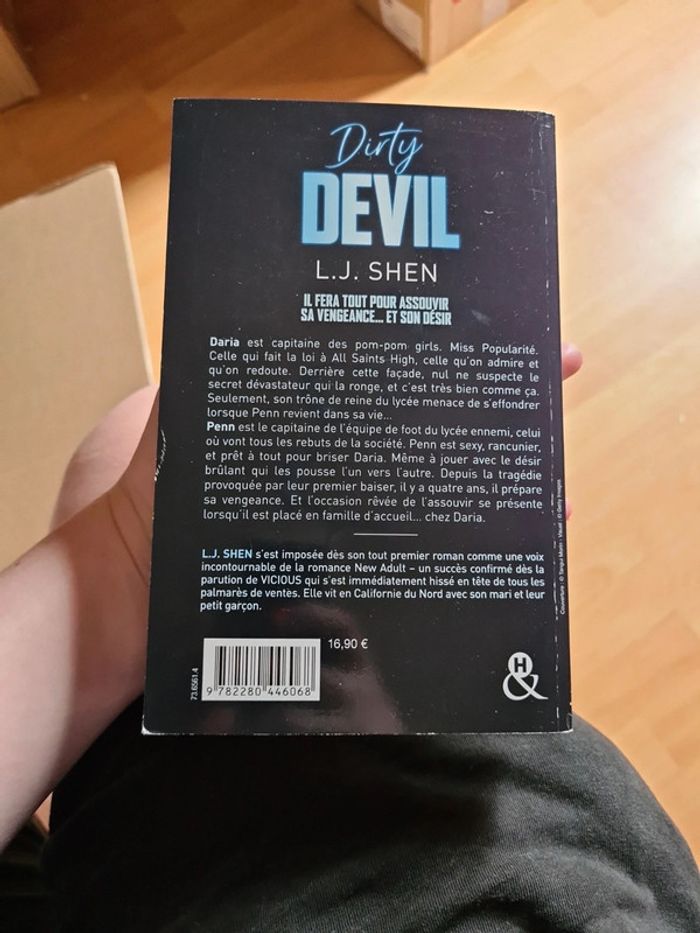 Dirty
DEVIL
L.J. SHEN
IL FERA TOUT POUR ASSOUVIR
SA VENGEANCE... ET SON DÉSIR
Daria est capitaine des pom-pom girls. Miss Popularité.
Celle qui fait la loi à All Saints High, celle qu'on admire et
qu'on redoute. Derrière cette façade, nul ne suspecte le
secret dévastateur qui la ronge, et c'est très bien comme ça.
Seulement, son trône de reine du lycée menace de s'effondrer
lorsque Penn revient dans sa vie...
Penn est le capitaine de l'équipe de foot du lycée ennemi, celui
où vont tous les rebuts de la société. Penn est sexy, rancunier,
et prêt à tout pour briser Daria. Même à jouer avec le désir
brûlant qui les pousse l'un vers l'autre. Depuis la tragédie
provoquée par leur premier baiser, il y a quatre ans, il prépare
sa vengeance. Et l'occasion rêvée de l'assouvir se présente
lorsqu'il est placé en famille d'accueil... chez Daria.
L.J. SHEN s'est imposée dès son tout premier roman comme une voix
incontournable de la romance New Adult – un succès confirmé dès la
parution de VICIOUS qui s'est immédiatement hissé en tête de tous les
palmarès de ventes. Elle vit en Californie du Nord avec son mari et leur
petit garçon.
16,90 €
73.6561.4
9 782280 446068
H
&
Couverture : © Tangui Morin - Visuel : © Getty Images